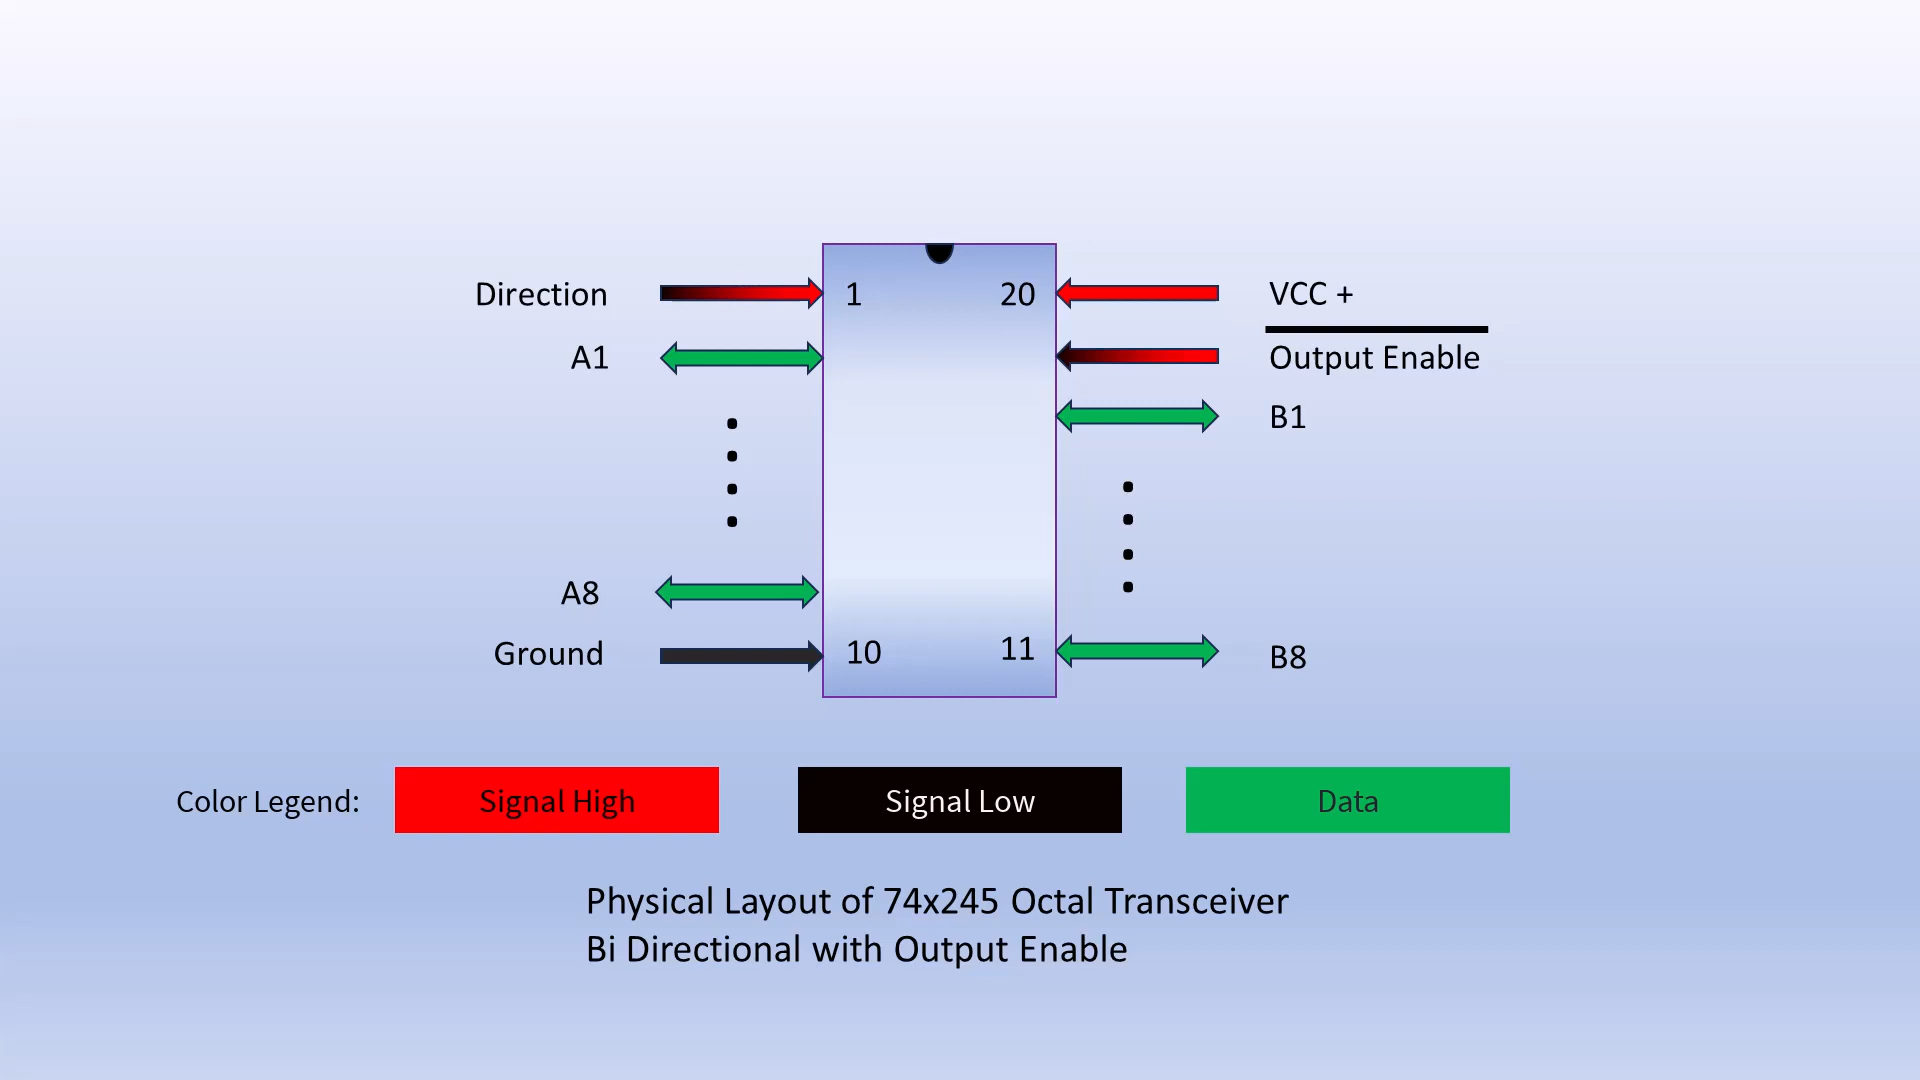 Direction 1 20 VCC +
A1 Output Enable
B1
A8
Ground 10 11 B8
Color Legend: Signal High Signal Low Data
Physical Layout of 74x245 Octal Transceiver
Bi Directional with Output Enable